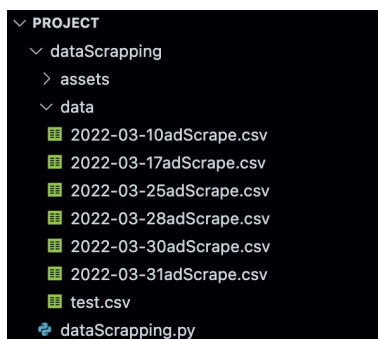 PROJECT
dataScrapping
assets
data
2022-03-10adScrape.csv
2022-03-17adScrape.csv
2022-03-25adScrape.csv
2022-03-28adScrape.csv
2022-03-30adScrape.csv
2022-03-31adScrape.csv
test.csv
dataScrapping.py